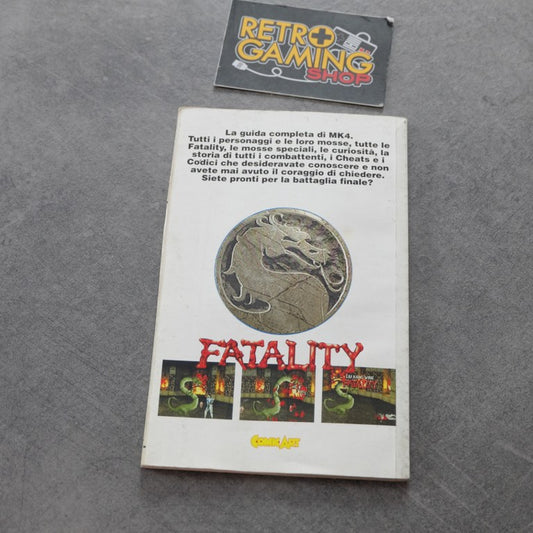 RETRO
GAMING
SHOP
La guida completa di MK4.
Tutti i personaggi e le loro mosse, tutte le
Fatality, le mosse speciali, le curiosità, la
storia di tutti i combattenti, i Cheats e i
Codici che desideravate conoscere e non
avete mai avuto il coraggio di chiedere.
Siete pronti per la battaglia finale?
FATALITY
COMIC ART